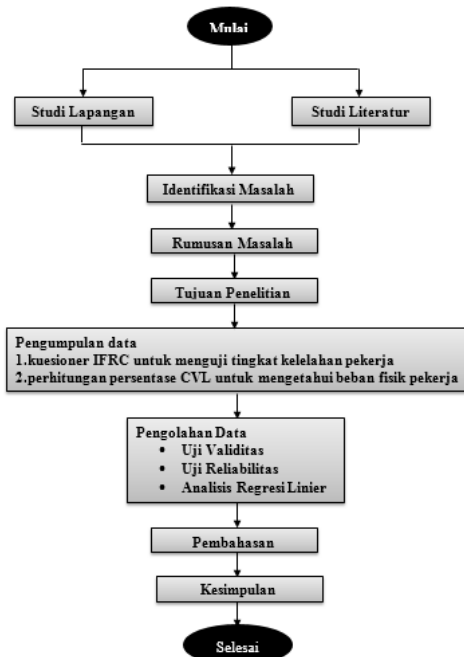 Mulai
Studi Lapangan
Studi Literatur
Identifikasi Masalah
Rumusan Masalah
Tujuan Penelitian
Pengumpulan data
1.kuesioner IFRC untuk menguji tingkat kelelahan pekerja
2.perhitungan persentase CVL untuk mengetahui beban fisik pekerja
Pengolahan Data
• Uji Validitas
• Uji Reliabilitas
• Analisis Regresi Linier
Pembahasan
Kesimpulan
Selesai